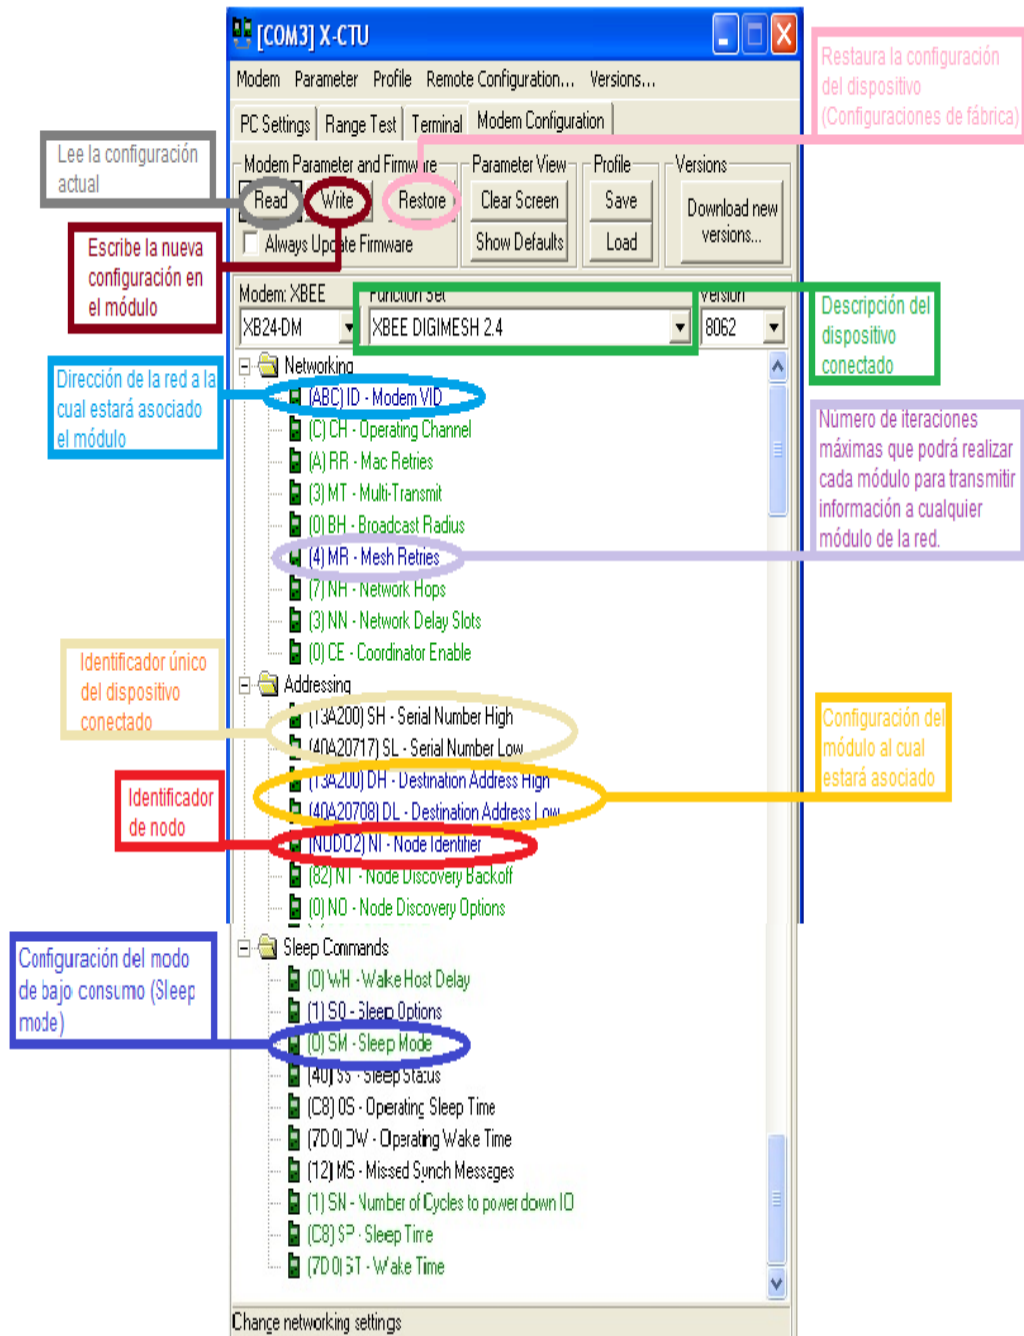 [COM3] X-CTU
Modem Parameter Profile Remote Configuration... Versions...
PC Settings Range Test Terminal Modem Configuration
Restaura la configuración
del dispositivo
(Configuraciones de fábrica)
Lee la configuración
actual
Modem Parameter and Firmware Parameter View Profile Versions
Read Write Restore Clear Screen Save Download new
versions...
Always Update Firmware Show Defaults Load
Escribe la nueva
configuración en
el módulo
Modem: XBEE Function Set Version
XB24-DM XBEE DIGIMESH 2.4 8062
Descripción del
dispositivo
conectado
Networking
Dirección de la red a la
cual estará asociado
el módulo
(ABC) ID - Modem VID
(C) CH - Operating Channel
(A) RR - Mac Retries
(3) MT - Multi-Transmit
(0) BH - Broadcast Radius
(4) MR - Mesh Retries
(7) NH - Network Hops
(3) NN - Network Delay Slots
(0) CE - Coordinator Enable
Número de iteraciones
máximas que podrá realizar
cada módulo para transmitir
información a cualquier
módulo de la red.
Identificador único
del dispositivo
conectado
Addressing
(13A200) SH - Serial Number High
(40A20717) SL - Serial Number Low
(13A200) DH - Destination Address High
(40A20708) DL - Destination Address Low
(NODO2) NI - Node Identifier
(82) NT - Node Discovery Backoff
(0) NO - Node Discovery Options
Configuración del
módulo al cual
estará asociado
Identificador
de nodo
Sleep Commands
Configuración del modo
de bajo consumo (Sleep
mode)
(0) WH - Wake Host Delay
(1) SO - Sleep Options
(0) SM - Sleep Mode
(40) SS - Sleep Status
(C8) OS - Operating Sleep Time
(7D0) OW - Operating Wake Time
(12) MS - Missed Synch Messages
(1) SN - Number of Cycles to power down IO
(C8) SP - Sleep Time
(7D0) ST - Wake Time
Change networking settings